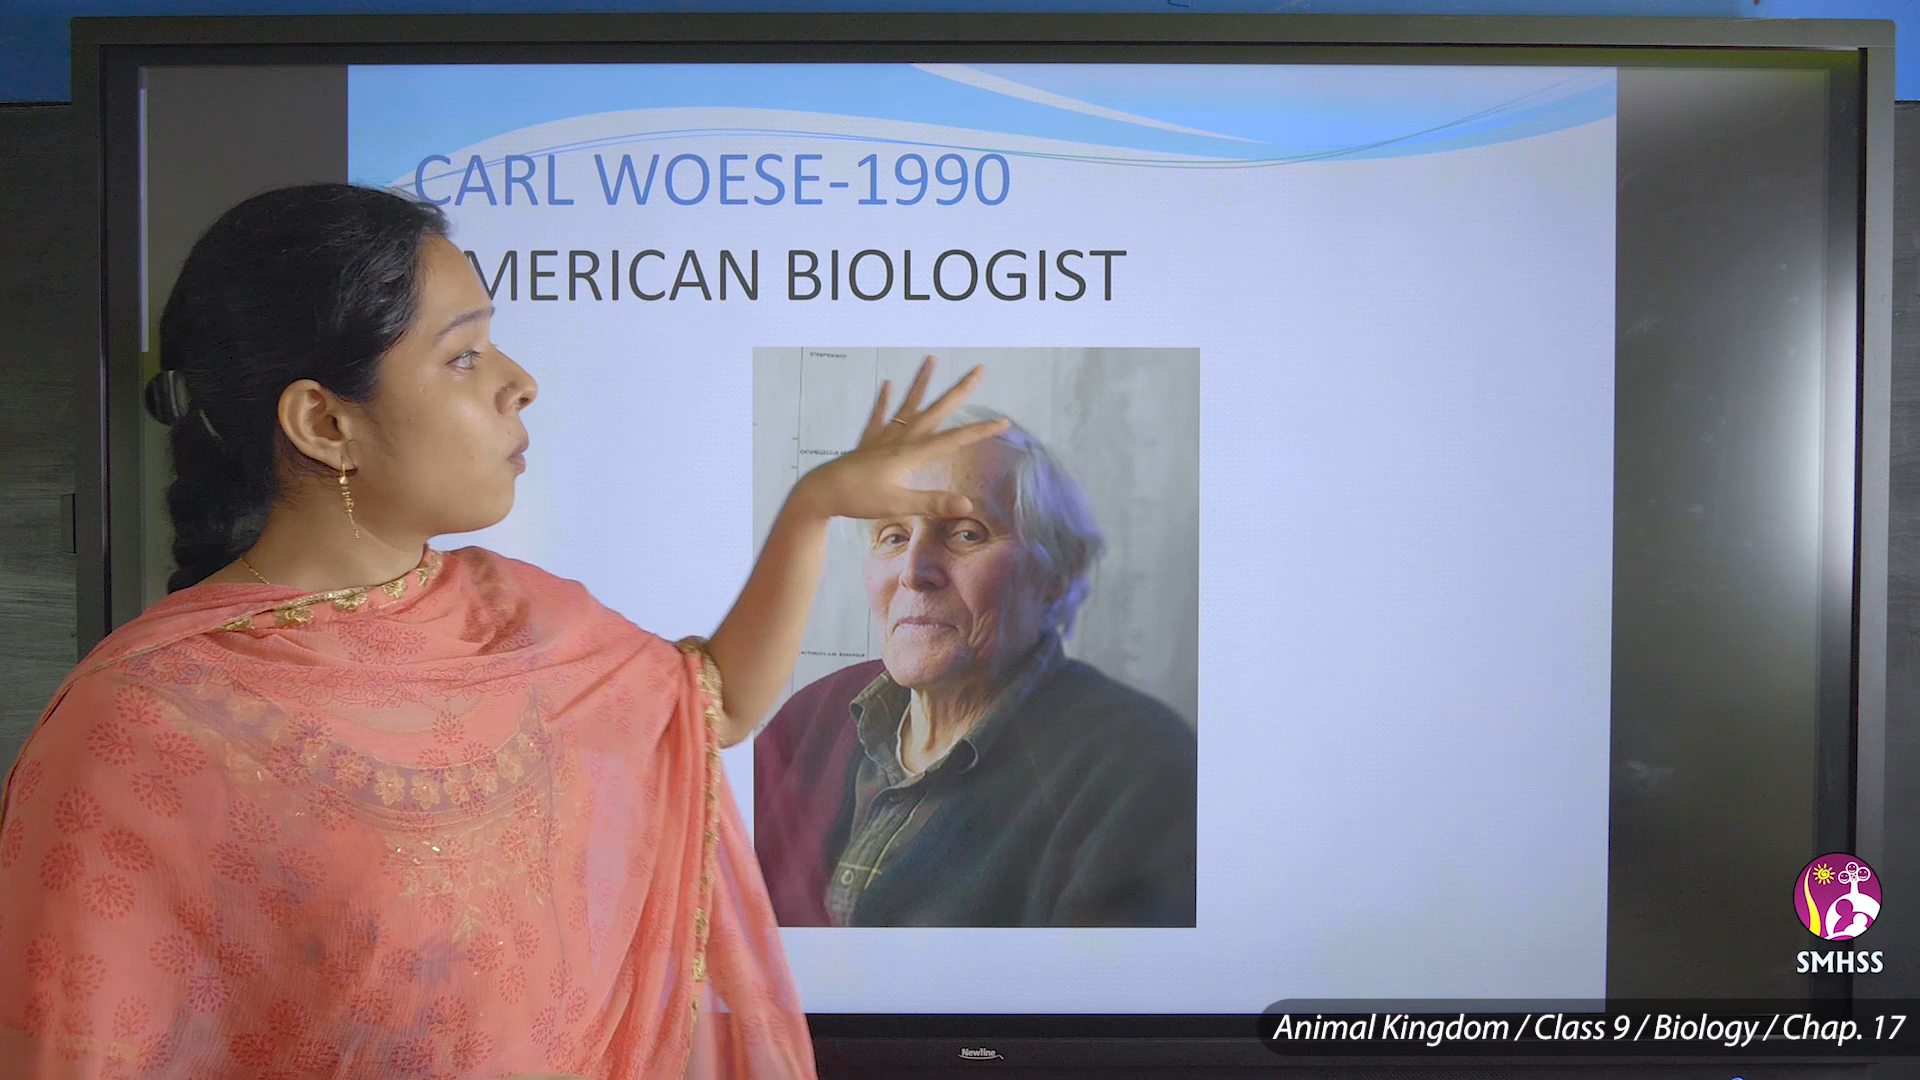 CARL WOESE-1990
MERICAN BIOLOGIST
SMHSS
Animal Kingdom / Class 9 / Biology / Chap. 17
Newline